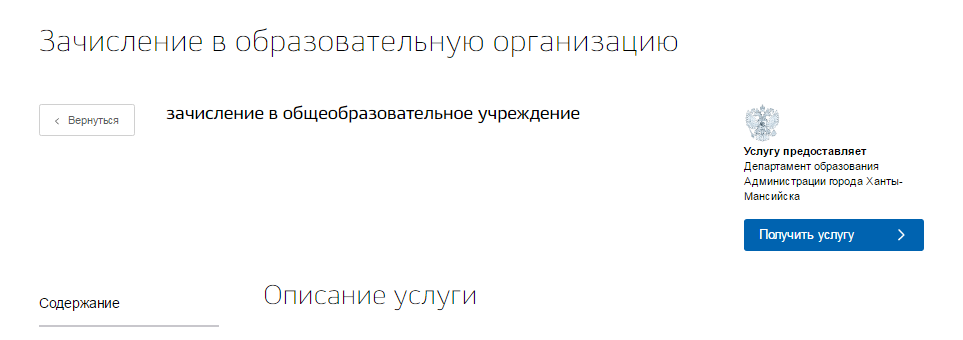 Зачисление в образовательную организацию
Вернуться
зачисление в общеобразовательное учреждение
Услугу предоставляет
Департамент образования
Администрации города Ханты-
Мансийска
Получить услугу
Содержание
Описание услуги